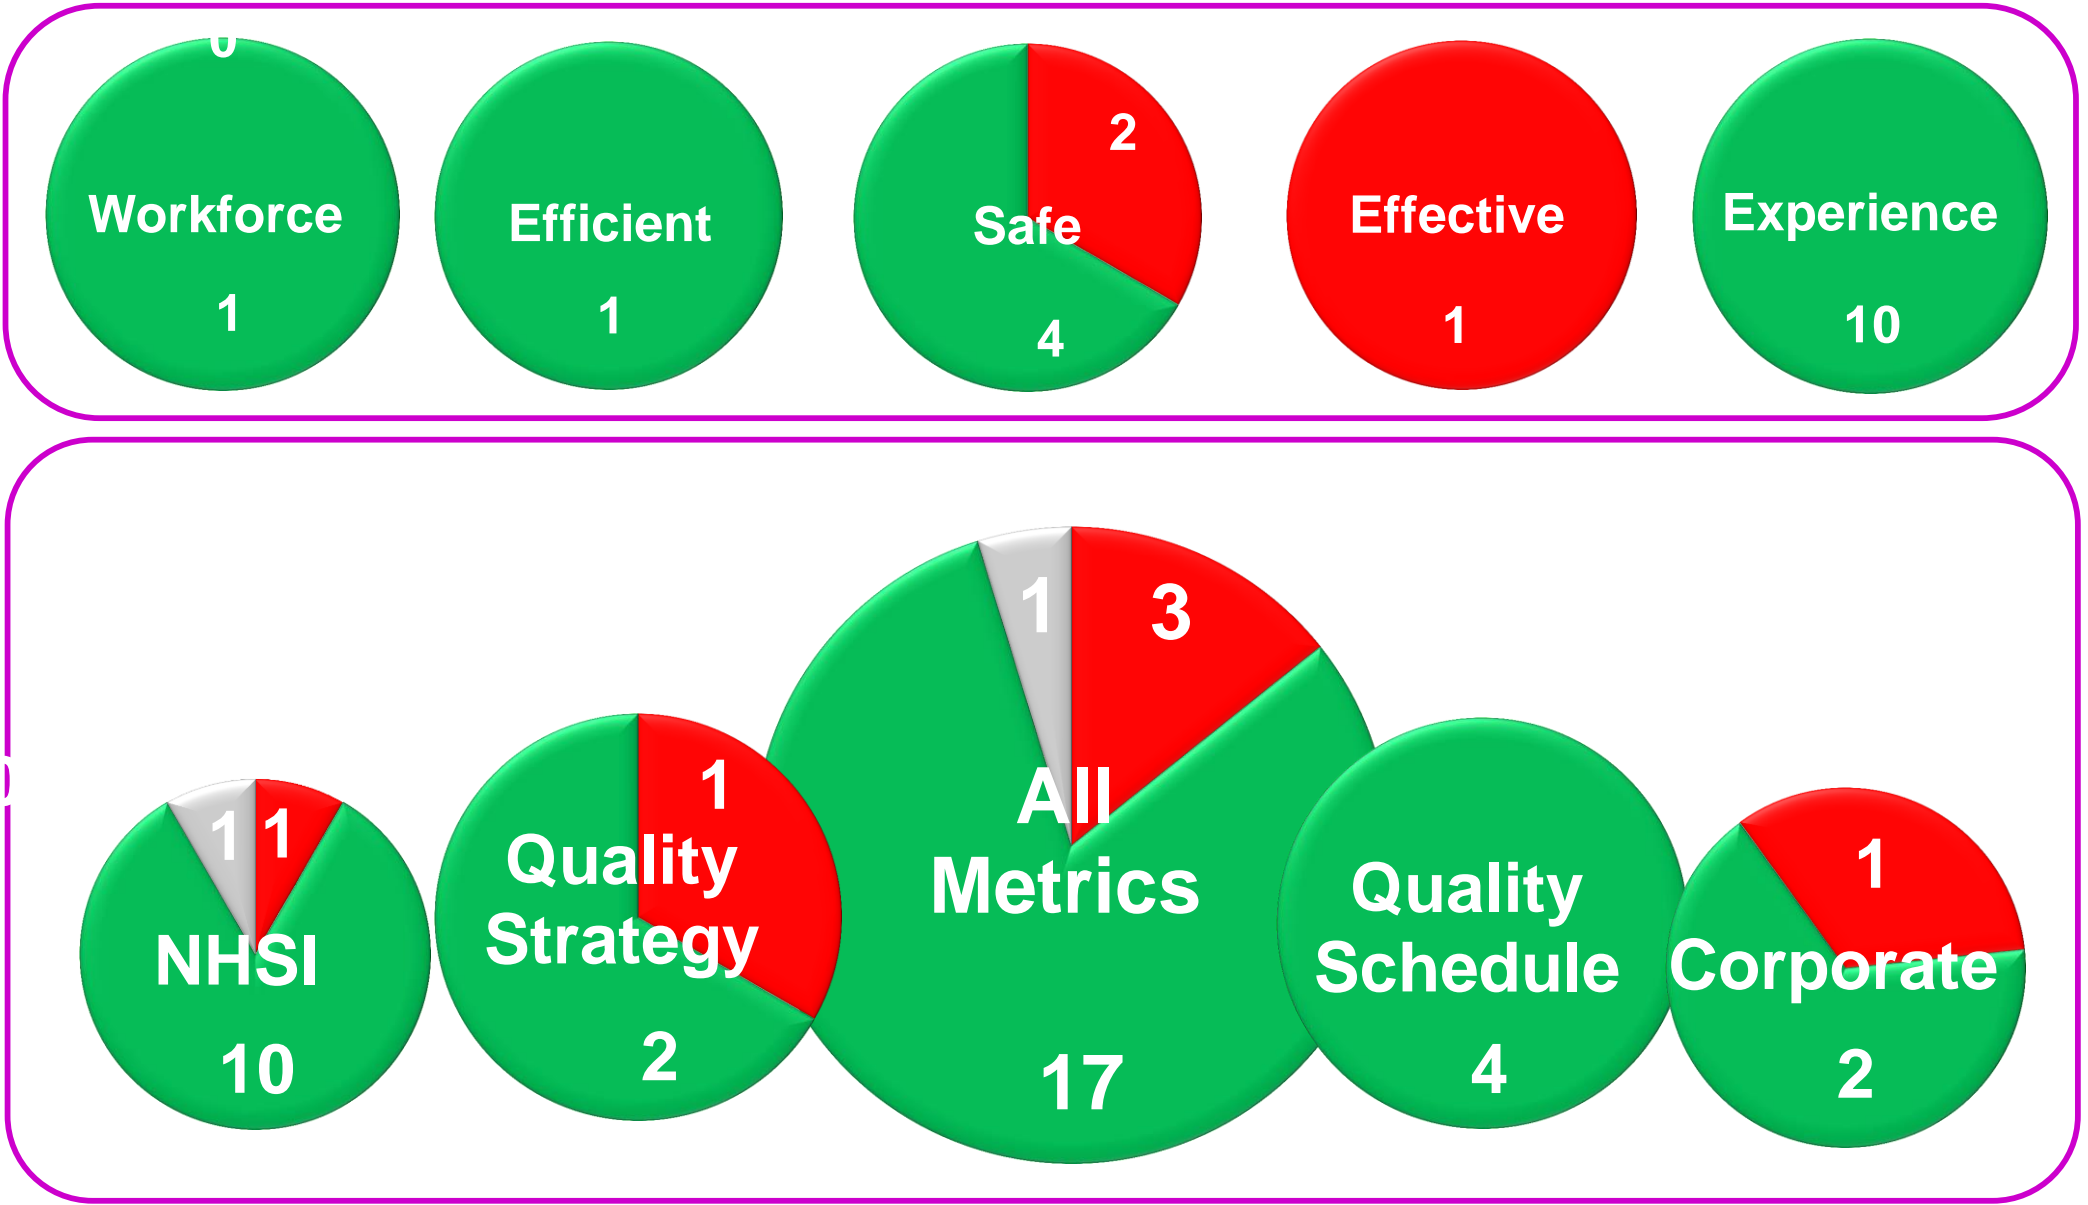 0
Workforce
1
Efficient
1
2
Safe
4
Effective
1
Experience
10
1
1
NHSI
10
1
Quality
Strategy
2
1
3
All
Metrics
17
Quality
Schedule
4
1
Corporate
2